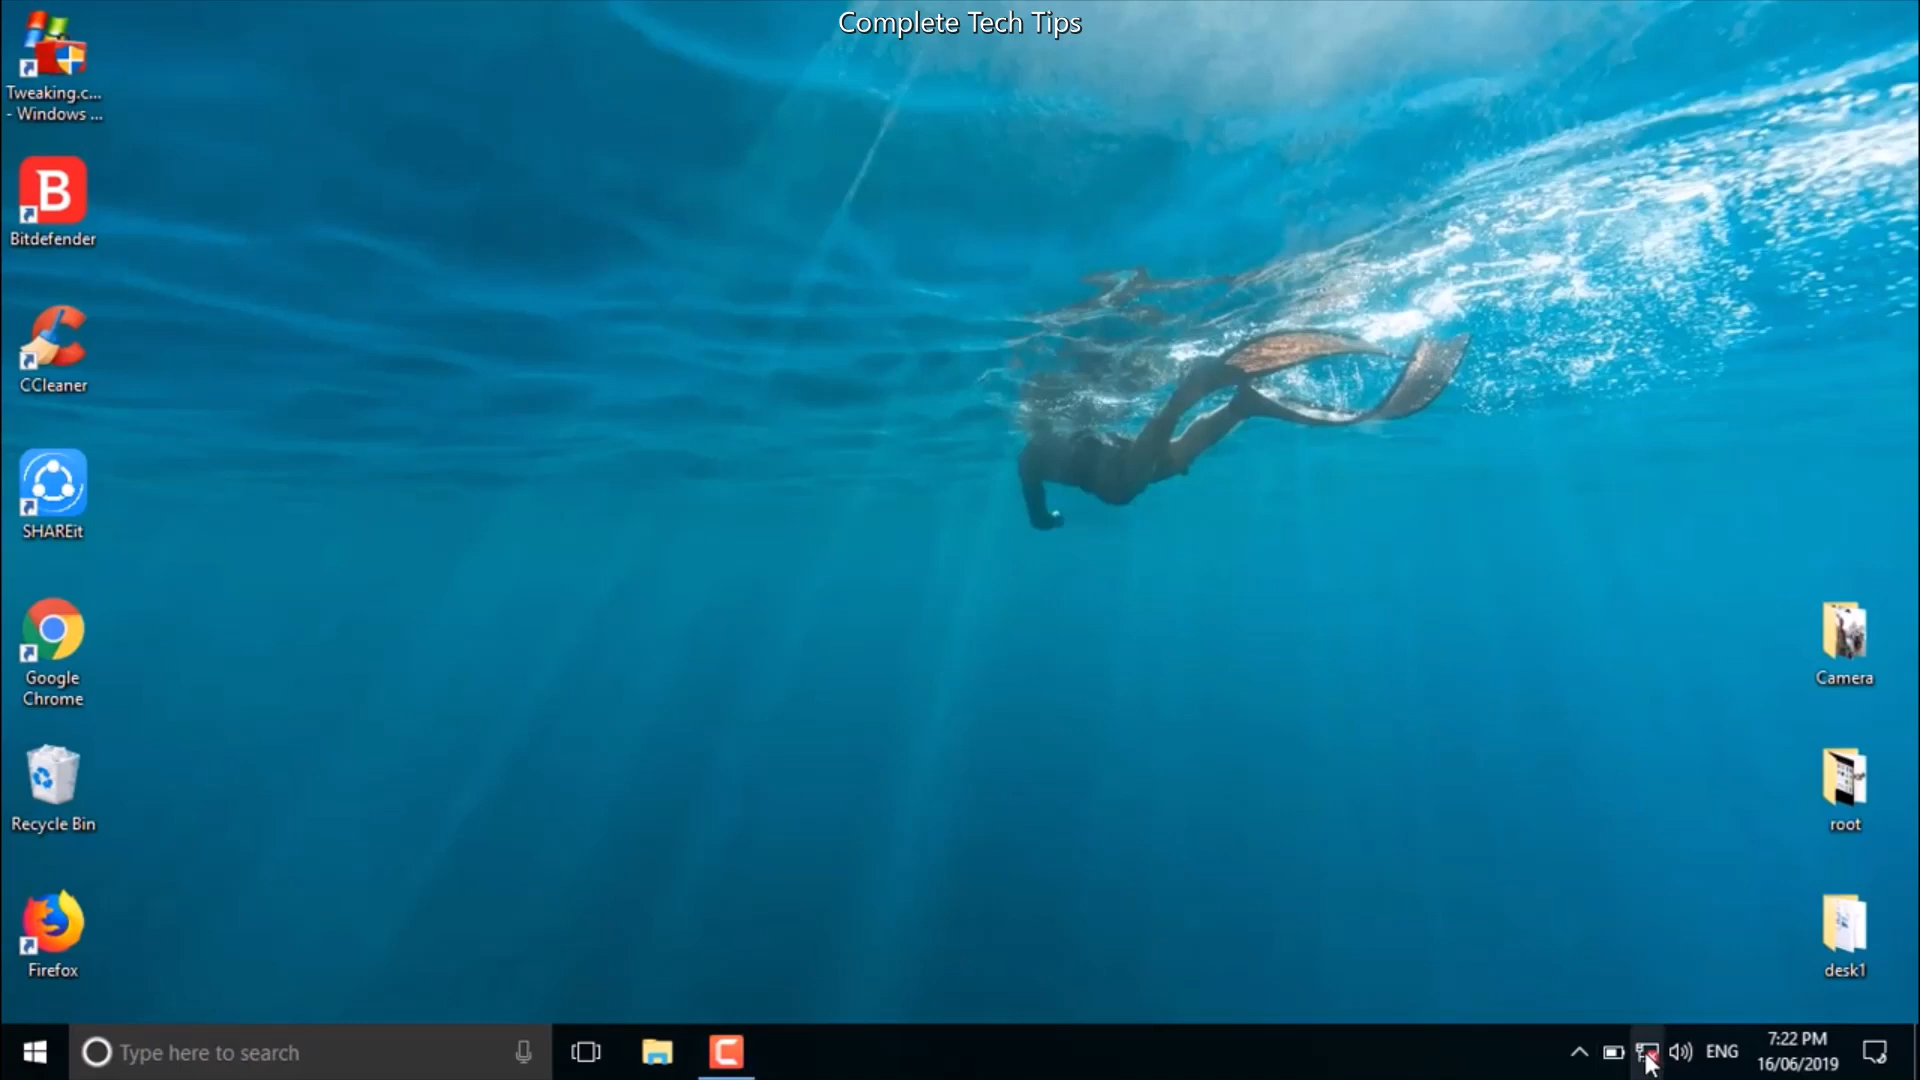 Complete Tech Tips
Tweaking.c...
- Windows ...
B
Bitdefender
CCleaner
SHAREit
Google
Chrome
Recycle Bin
Firefox
Camera
root
desk1
Type here to search
ENG
7:22 PM
16/06/2019